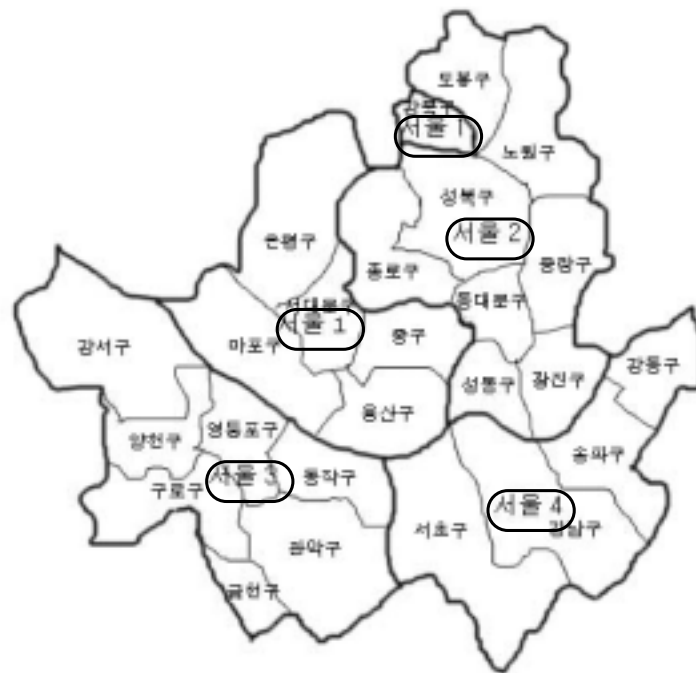 도봉구
강북구
서울 1
노원구
성북구
서울 2
은평구
종로구
중랑구
동대문구
서대문구
서울 1
마포구
중구
강서구
성동구
광진구
강동구
용산구
양천구
영등포구
송파구
구로구
서울 3
동작구
서울 4
서초구
강남구
관악구
금천구